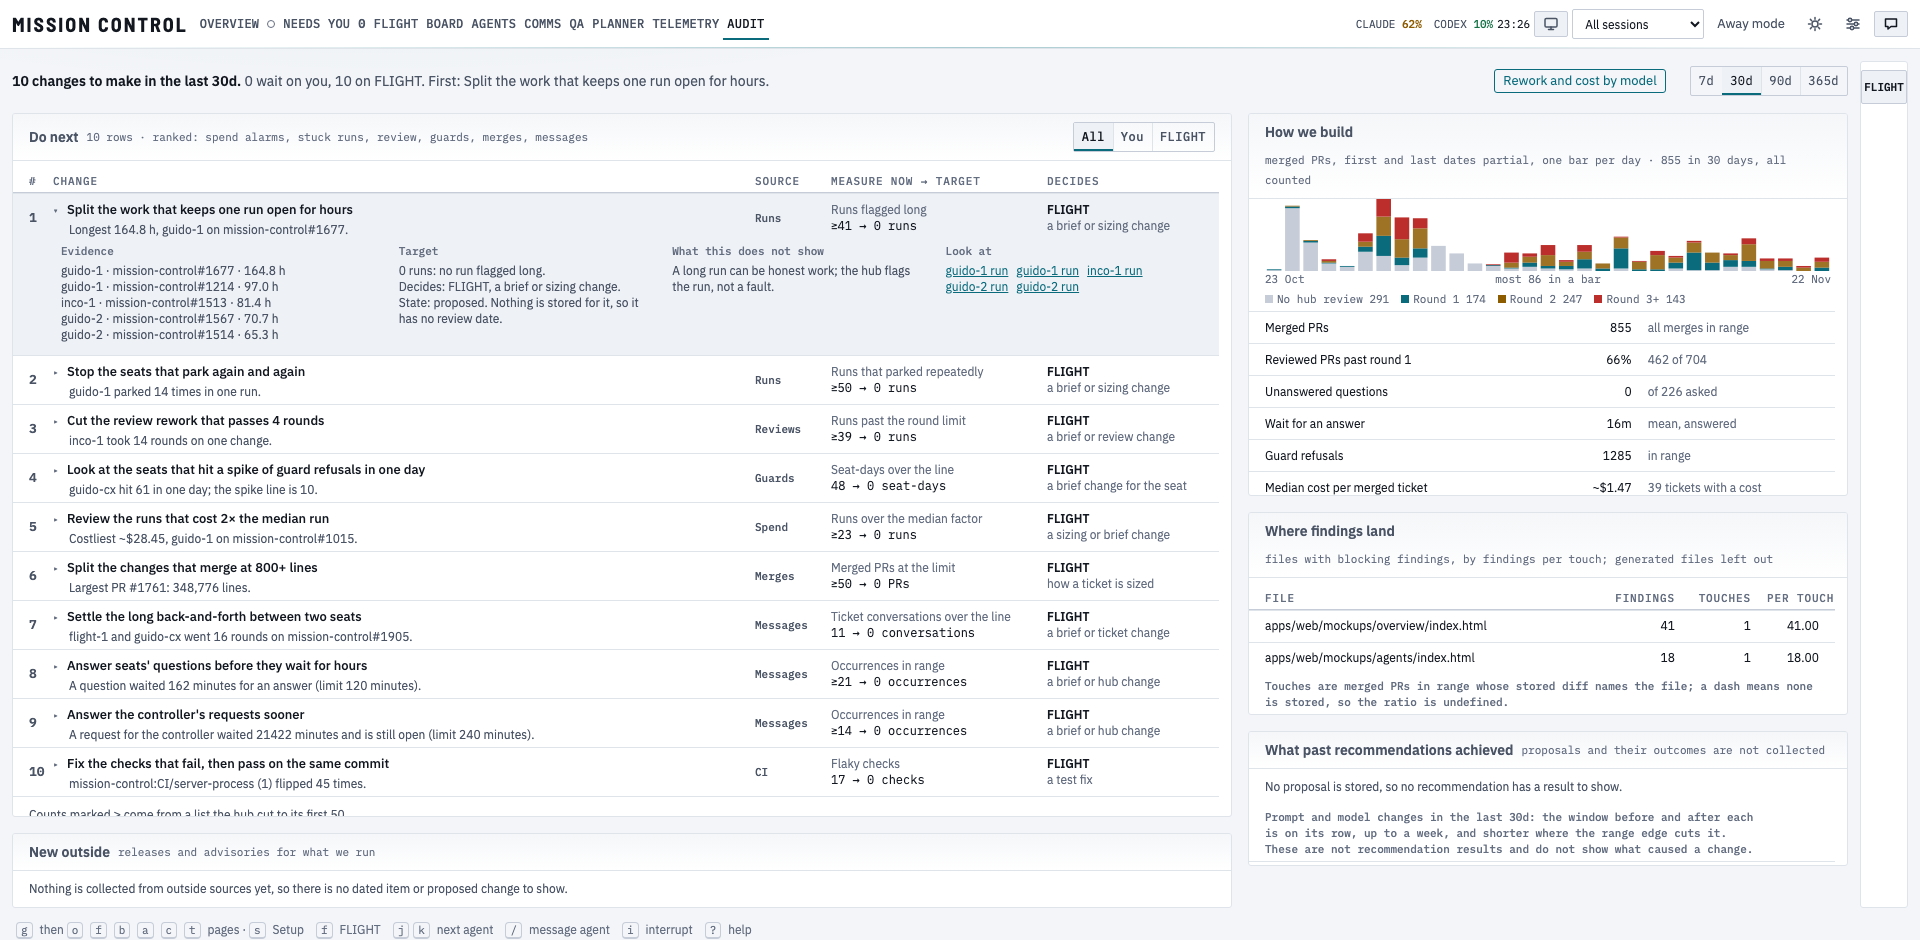 MISSION CONTROL OVERVIEW NEEDS YOU 0 FLIGHT BOARD AGENTS COMMS QA PLANNER TELEMETRY AUDIT CLAUDE 62% CODEX 10% 23:26 All sessions Away mode
10 changes to make in the last 30d. 0 wait on you, 10 on FLIGHT. First: Split the work that keeps one run open for hours. Rework and cost by model 7d 30d 90d 365d
FLIGHT
Do next 10 rows · ranked: spend alarms, stuck runs, review, guards, merges, messages All You FLIGHT
# CHANGE SOURCE MEASURE NOW → TARGET DECIDES
1 Split the work that keeps one run open for hours Runs Runs flagged long FLIGHT
Longest 164.8 h, guido-1 on mission-control#1677. ≥41 → 0 runs a brief or sizing change
Evidence Target What this does not show Look at
guido-1 · mission-control#1677 · 164.8 h 0 runs: no run flagged long. A long run can be honest work; the hub flags guido-1 run guido-1 run inco-1 run
guido-1 · mission-control#1214 · 97.0 h Decides: FLIGHT, a brief or sizing change. the run, not a fault. guido-2 run guido-2 run
inco-1 · mission-control#1513 · 81.4 h State: proposed. Nothing is stored for it, so it
guido-2 · mission-control#1567 · 70.7 h has no review date.
guido-2 · mission-control#1514 · 65.3 h
2 Stop the seats that park again and again Runs Runs that parked repeatedly FLIGHT
guido-1 parked 14 times in one run. ≥50 → 0 runs a brief or sizing change
3 Cut the review rework that passes 4 rounds Reviews Runs past the round limit FLIGHT
inco-1 took 14 rounds on one change. ≥39 → 0 runs a brief or review change
4 Look at the seats that hit a spike of guard refusals in one day Guards Seat-days over the line FLIGHT
guido-cx hit 61 in one day; the spike line is 10. 48 → 0 seat-days a brief change for the seat
5 Review the runs that cost 2× the median run Spend Runs over the median factor FLIGHT
Costliest ~$28.45, guido-1 on mission-control#1015. ≥23 → 0 runs a sizing or brief change
6 Split the changes that merge at 800+ lines Merges Merged PRs at the limit FLIGHT
Largest PR #1761: 348,776 lines. ≥50 → 0 PRs how a ticket is sized
7 Settle the long back-and-forth between two seats Messages Ticket conversations over the line FLIGHT
flight-1 and guido-cx went 16 rounds on mission-control#1905. 11 → 0 conversations a brief or ticket change
8 Answer seats' questions before they wait for hours Messages Occurrences in range FLIGHT
A question waited 162 minutes for an answer (limit 120 minutes). ≥21 → 0 occurrences a brief or hub change
9 Answer the controller's requests sooner Messages Occurrences in range FLIGHT
A request for the controller waited 21422 minutes and is still open (limit 240 minutes). ≥14 → 0 occurrences a brief or hub change
10 Fix the checks that fail, then pass on the same commit CI Flaky checks FLIGHT
mission-control:CI/server-process (1) flipped 45 times. 17 → 0 checks a test fix
Counts marked ≥ come from a list the hub cut to its first 50
New outside releases and advisories for what we run
Nothing is collected from outside sources yet, so there is no dated item or proposed change to show.
How we build
merged PRs, first and last dates partial, one bar per day · 855 in 30 days, all
counted
23 Oct most 86 in a bar 22 Nov
No hub review 291 Round 1 174 Round 2 247 Round 3+ 143
Merged PRs 855 all merges in range
Reviewed PRs past round 1 66% 462 of 704
Unanswered questions 0 of 226 asked
Wait for an answer 16m mean, answered
Guard refusals 1285 in range
Median cost per merged ticket ~$1.47 39 tickets with a cost
Where findings land
files with blocking findings, by findings per touch; generated files left out
FILE FINDINGS TOUCHES PER TOUCH
apps/web/mockups/overview/index.html 41 1 41.00
apps/web/mockups/agents/index.html 18 1 18.00
Touches are merged PRs in range whose stored diff names the file; a dash means none
is stored, so the ratio is undefined.
What past recommendations achieved proposals and their outcomes are not collected
No proposal is stored, so no recommendation has a result to show.
Prompt and model changes in the last 30d: the window before and after each
is on its row, up to a week, and shorter where the range edge cuts it.
These are not recommendation results and do not show what caused a change.
g then o f b a c t pages · s Setup f FLIGHT j k next agent / message agent i interrupt ? help